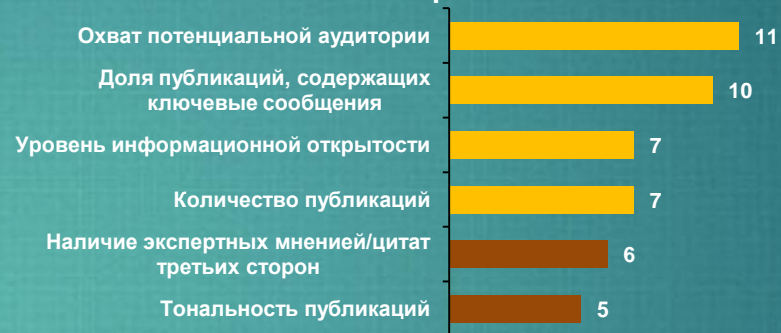 Охват потенциальной аудитории
11
Доля публикаций, содержащих
ключевые сообщения
10
Уровень информационной открытости
7
Количество публикаций
7
Наличие экспертных мненией/цитат
третьих сторон
6
Тональность публикаций
5